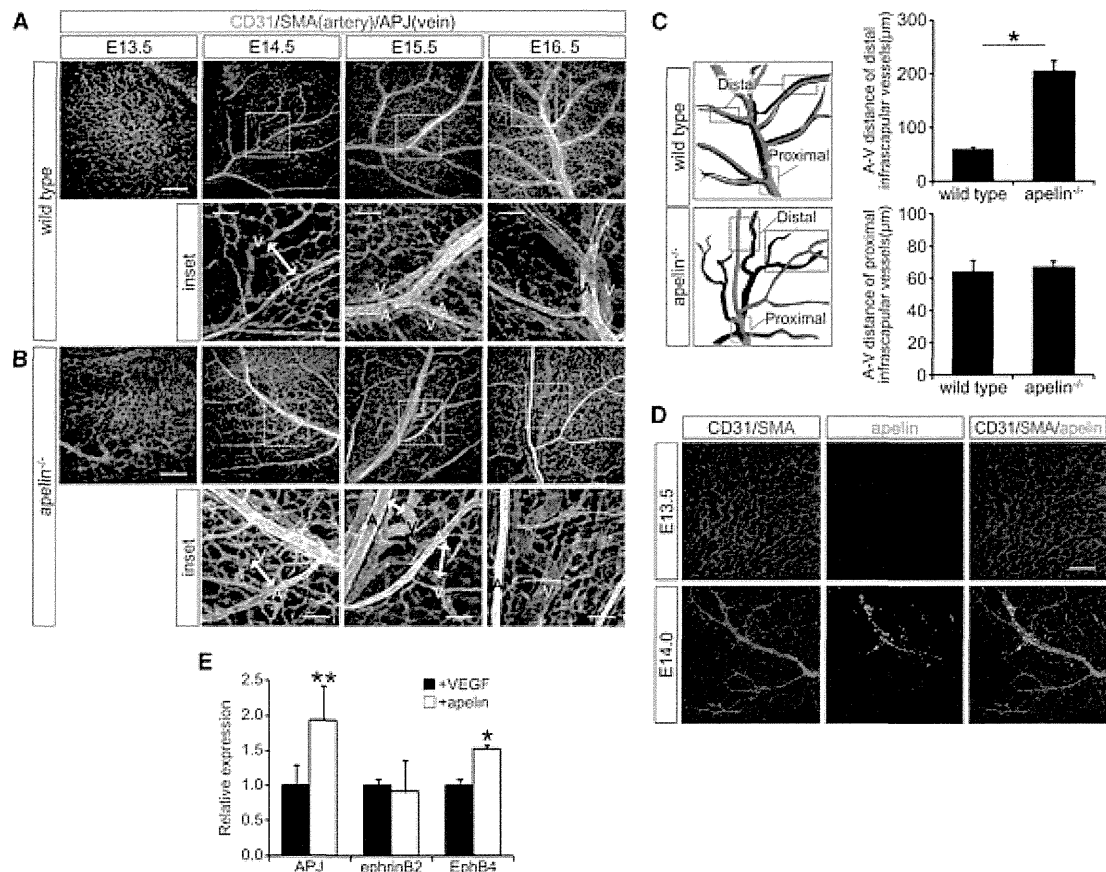 A
CD31/SMA(artery)/APJ(vein)
E13.5
E14.5
E15.5
E16. 5
wild type
inset
V
A
A
V
A
V
B
apelin-/-
inset
V
A
A
V
A
V
C
wild type
Distal
Proximal
apelin-/-
Distal
Proximal
A-V distance of distal infrascapular vessels(μm)
300
200
100
0
*
wild type
apelin-/-
A-V distance of proximal infrascapular vessels(μm)
100
80
60
40
20
0
wild type
apelin-/-
D
CD31/SMA
apelin
CD31/SMA/apelin
E13.5
E14.0
E
Relative expression
2.5
2.0
1.5
1.0
0.5
0.0
**
*
+VEGF
+apelin
APJ
ephrinB2
EphB4